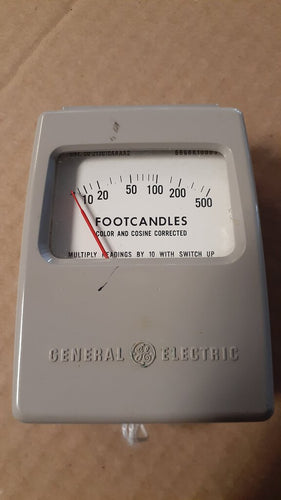 10 20 50 100 200 500
FOOTCANDLES
COLOR AND COSINE CORRECTED
MULTIPLY READINGS BY 10 WITH SWITCH UP
GENERAL GE ELECTRIC